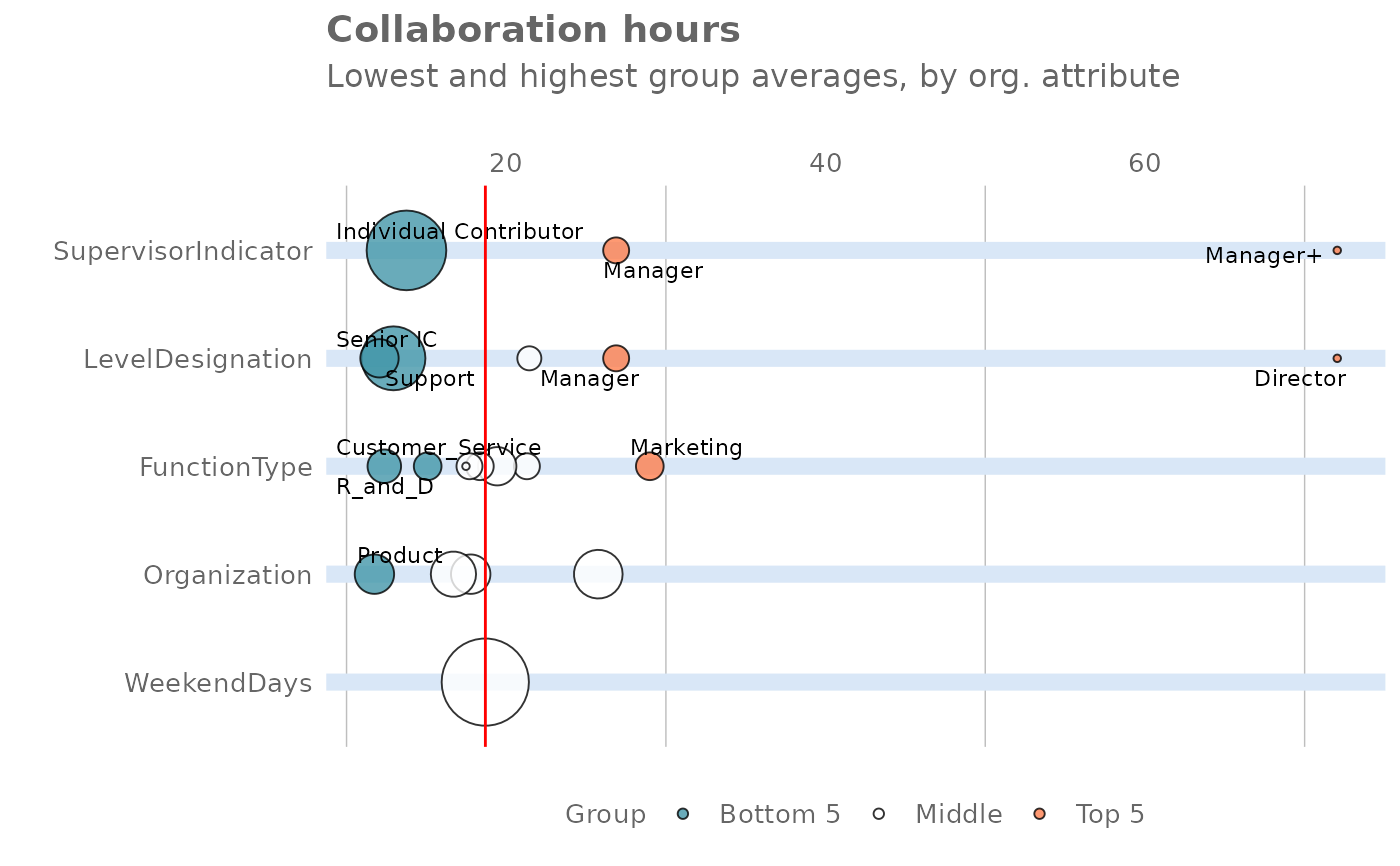 Collaboration hours
Lowest and highest group averages, by org. attribute
20 40 60
SupervisorIndicator
Individual Contributor
Manager
Manager+
LevelDesignation
Senior IC
Support
Manager
Director
FunctionType
Customer_Service
R_and_D
Marketing
Organization
Product
WeekendDays
Group Bottom 5 Middle Top 5